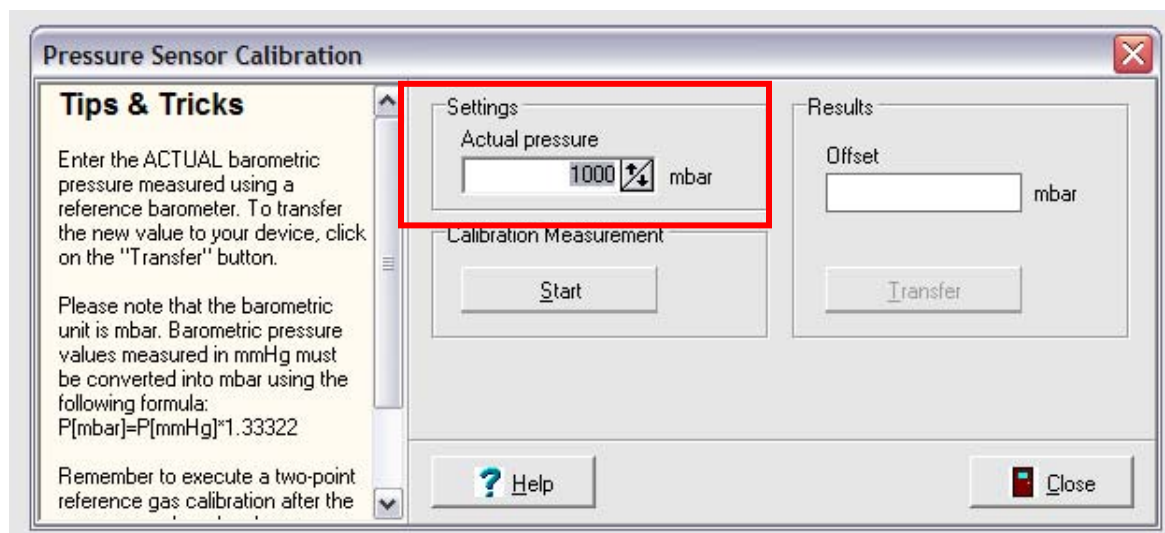 Pressure Sensor Calibration
Tips & Tricks
Enter the ACTUAL barometric
pressure measured using a
reference barometer. To transfer
the new value to your device, click
on the "Transfer" button.
Please note that the barometric
unit is mbar. Barometric pressure
values measured in mmHg must
be converted into mbar using the
following formula:
P[mbar]=P[mmHg]*1.33322
Remember to execute a two-point
reference gas calibration after the
Settings
Actual pressure
1000 mbar
Calibration Measurement
Start
Results
Offset
mbar
Transfer
Help
Close